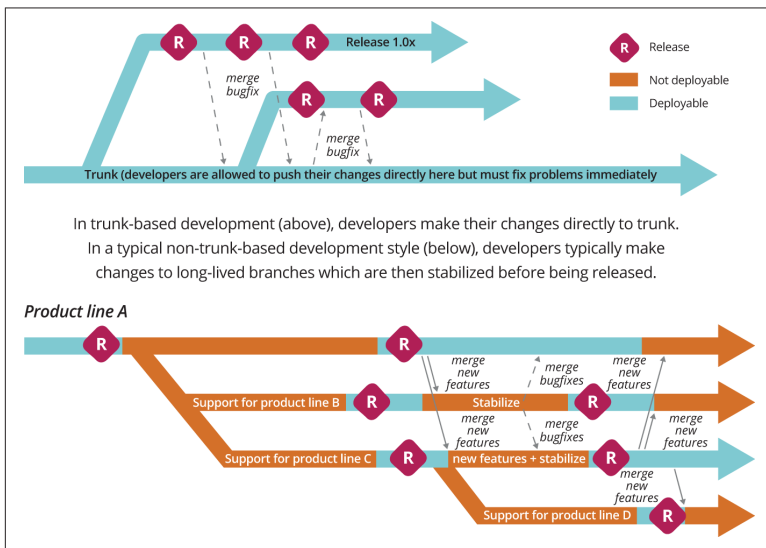 R
R
R
Release 1.0x
R
Release
merge
bugfix
Not deployable
R
R
Deployable
merge
bugfix
Trunk (developers are allowed to push their changes directly here but must fix problems immediately
In trunk-based development (above), developers make their changes directly to trunk.
In a typical non-trunk-based development style (below), developers typically make
changes to long-lived branches which are then stabilized before being released.
Product line A
R
R
merge
new
features
merge
bugfixes
merge
new
features
Support for product line B
R
Stabilize
R
merge
new
features
merge
bugfixes
merge
new
features
Support for product line C
R
new features + stabilize
R
merge
new
features
Support for product line D
R